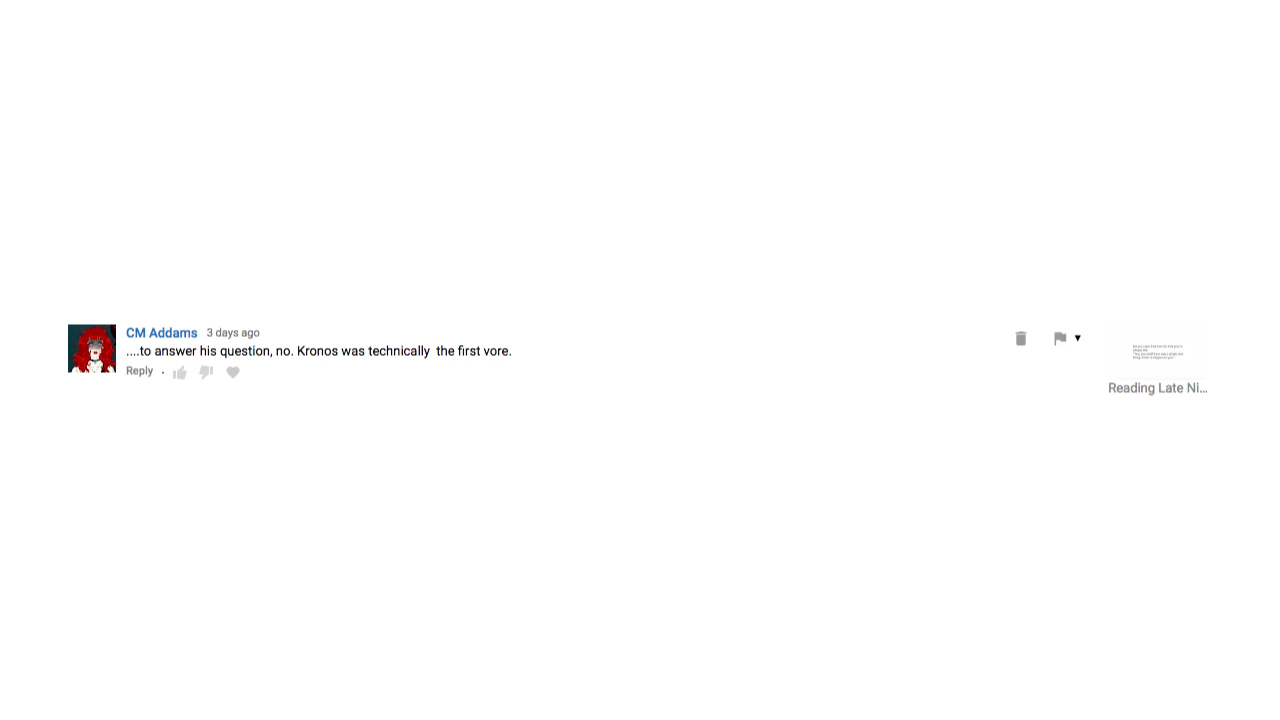 CM Addams 3 days ago
....to answer his question, no. Kronos was technically  the first vore.
Reply ·
Reading Late Ni...